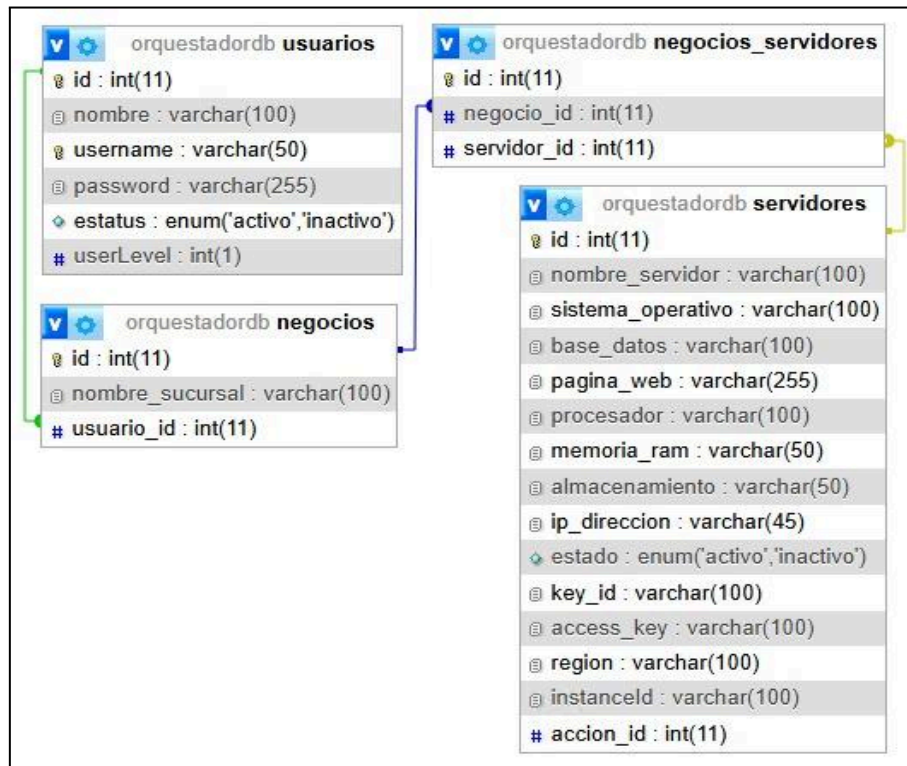 v orquestadordb usuarios
id : int(11)
nombre : varchar(100)
username : varchar(50)
password : varchar(255)
estatus : enum('activo','inactivo')
# userLevel : int(1)
v orquestadordb negocios
id : int(11)
nombre_sucursal : varchar(100)
# usuario_id : int(11)
v orquestadordb negocios_servidores
id : int(11)
# negocio_id : int(11)
# servidor_id : int(11)
v orquestadordb servidores
id : int(11)
nombre_servidor : varchar(100)
sistema_operativo : varchar(100)
base_datos : varchar(100)
pagina_web : varchar(255)
procesador : varchar(100)
memoria_ram : varchar(50)
almacenamiento : varchar(50)
ip_direccion : varchar(45)
estado : enum('activo','inactivo')
key_id : varchar(100)
access_key : varchar(100)
region : varchar(100)
instanceId : varchar(100)
# accion_id : int(11)